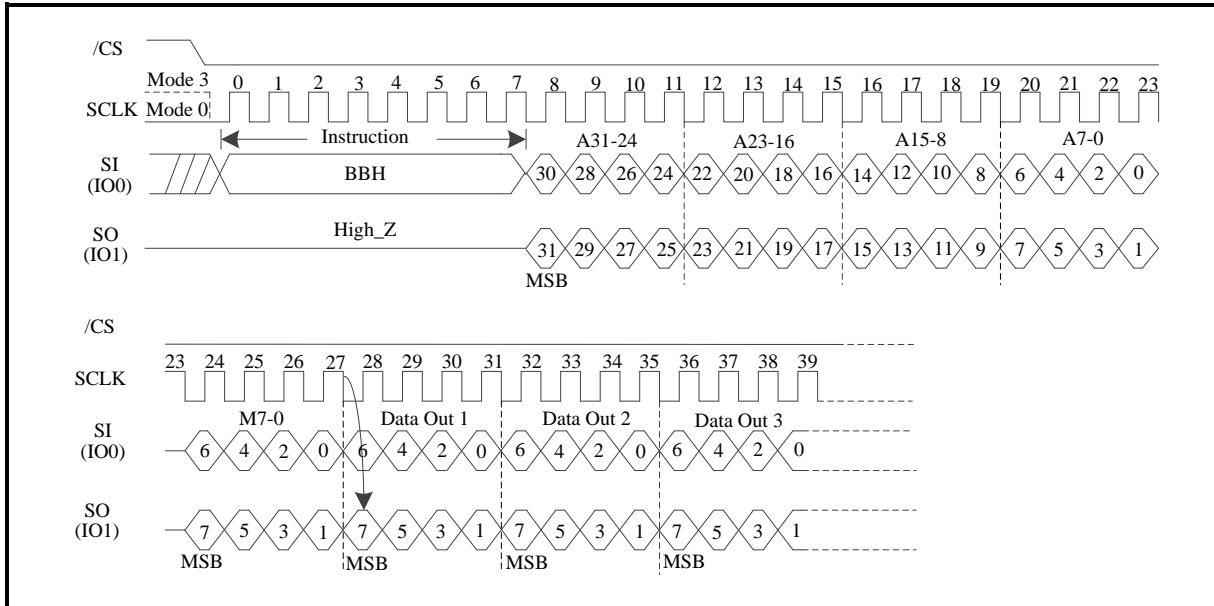 /CS
Mode 3 0 1 2 3 4 5 6 7 8 9 10 11 12 13 14 15 16 17 18 19 20 21 22 23
SCLK Mode 0
Instruction A31-24 A23-16 A15-8 A7-0
SI
(IO0) BBH 30 28 26 24 22 20 18 16 14 12 10 8 6 4 2 0
High_Z
SO
(IO1) 31 29 27 25 23 21 19 17 15 13 11 9 7 5 3 1
MSB
/CS
23 24 25 26 27 28 29 30 31 32 33 34 35 36 37 38 39
SCLK
M7-0 Data Out 1 Data Out 2 Data Out 3
SI
(IO0) 6 4 2 0 6 4 2 0 6 4 2 0 6 4 2 0
SO
(IO1) 7 5 3 1 7 5 3 1 7 5 3 1 7 5 3 1
MSB MSB MSB MSB